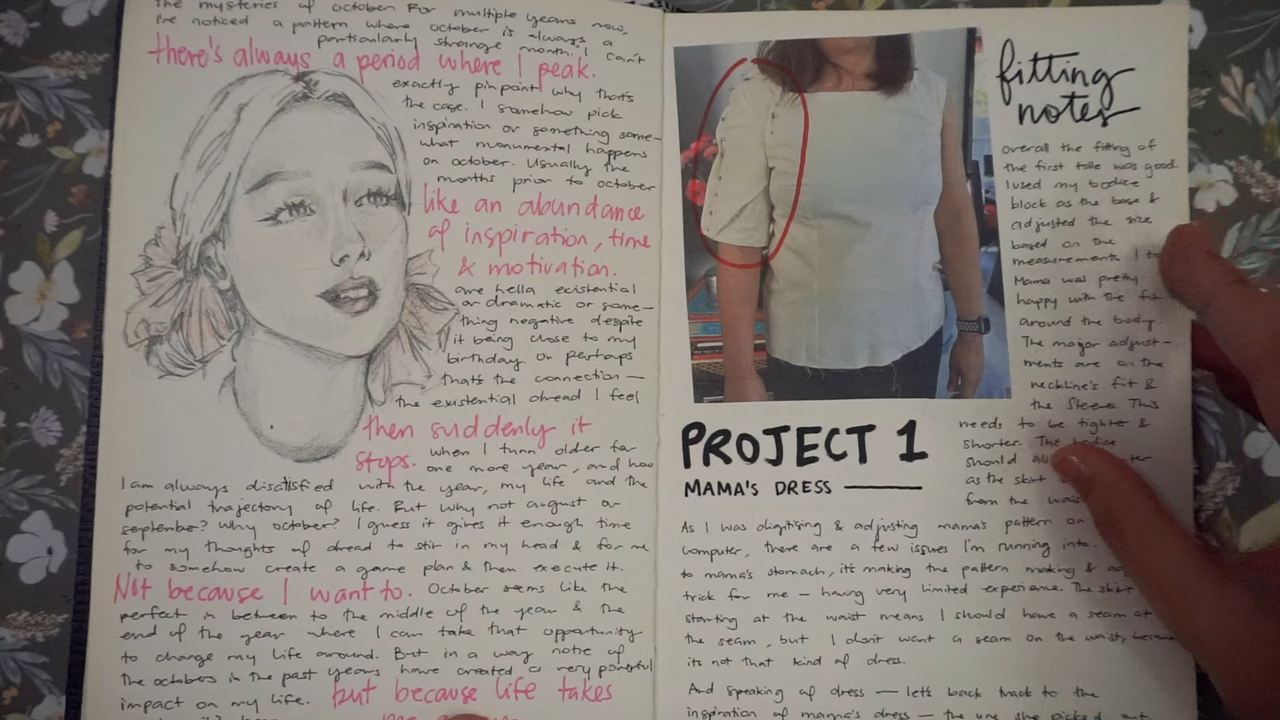 the mysteries of october For multiple years now,
I've noticed a pattern where october is always a
particularly strange month. I can't
there's always a period where I peak.
exactly pinpoint why that's
the case. I somehow pick
inspiration or something some-
what monumental happens
on october. Usually the
months prior to october
like an abundance
of inspiration, time
& motivation.
are hella existential
or dramatic or some-
thing negative despite
it being close to my
birthday or perhaps
that's the connection —
the existential dread I feel
then suddenly it
stops.
when I turn older for
one more year, and how
I am always disatisfied with the year, my life and the
potential trajectory of life. But why not august or
september? Why october? I guess it gives it enough time
for my thoughts of dread to stir in my head & for me
to somehow create a game plan & then execute it.
Not because I want to. October seems like the
perfect in between to the middle of the year & the
end of the year where I can take that opportunity
to change my life around. But in a way note of
the octobers in the past years have created a very powerful
impact on my life. but because life takes
fitting
notes
overall the fitting of
the first toile was good.
I used my bodice
block as the base &
adjusted the size
based on the
measurements I
Mama was pretty
happy with the fit
around the body.
The major adjust-
ments are on the
neckline's fit &
the sleeve This
needs to be tighter &
shorter. The bodice
should
as the skirt
from the
PROJECT 1
MAMA'S DRESS
As I was digitising & adjusting mama's pattern on
computer, there are a few issues I'm running into.
to mama's stomach, it's making the pattern making &
trick for me — having very limited experience. The skirt
starting at the waist means I should have a seam at
the seam, but I don't want a seam on the waist, because
its not that kind of dress.
And speaking of dress — let's back track to the
inspiration of mama's dress — the one she picked out